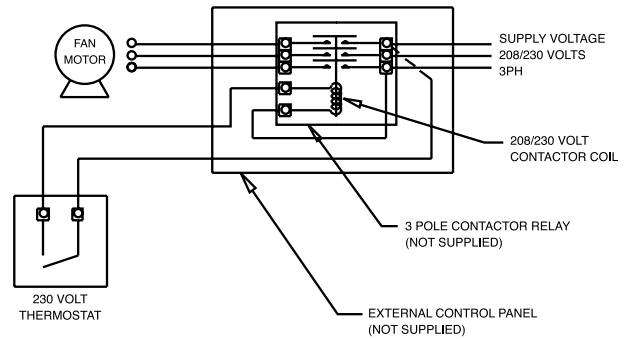 FAN
MOTOR
SUPPLY VOLTAGE
208/230 VOLTS
3PH
208/230 VOLT
CONTACTOR COIL
3 POLE CONTACTOR RELAY
(NOT SUPPLIED)
230 VOLT
THERMOSTAT
EXTERNAL CONTROL PANEL
(NOT SUPPLIED)